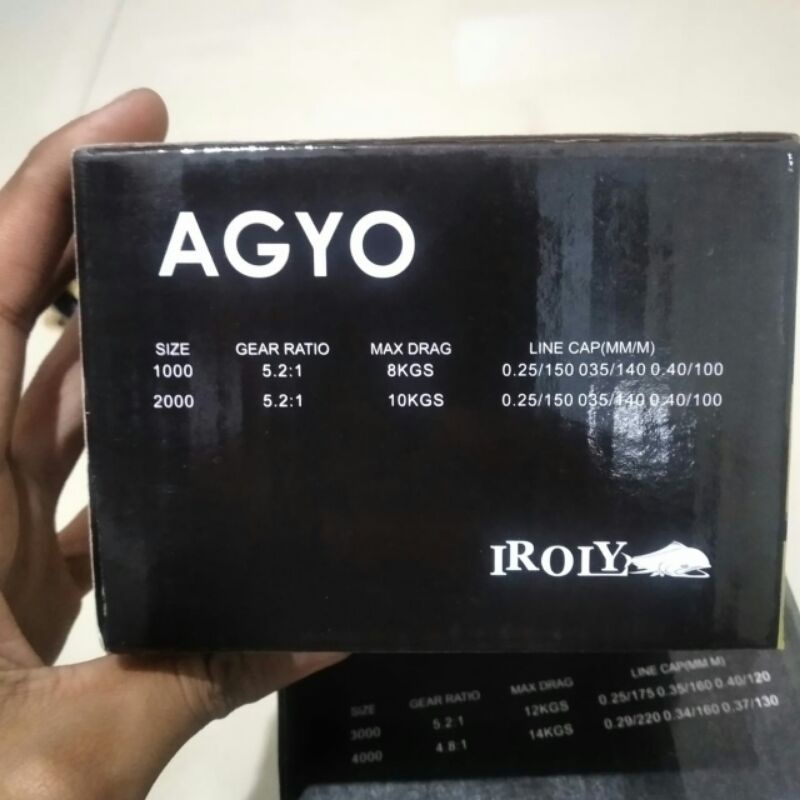 AGYO
SIZE GEAR RATIO MAX DRAG LINE CAP(MM/M)
1000 5.2:1 8KGS 0.25/150 035/140 0.40/100
2000 5.2:1 10KGS 0.25/150 035/140 0.40/100
IROLY
SIZE GEAR RATIO MAX DRAG LINE CAP(MM M)
3000 5.2:1 12KGS 0.25/175 0.35/160 0.40/120
4000 4.8:1 14KGS 0.29/220 0.34/160 0.37/130